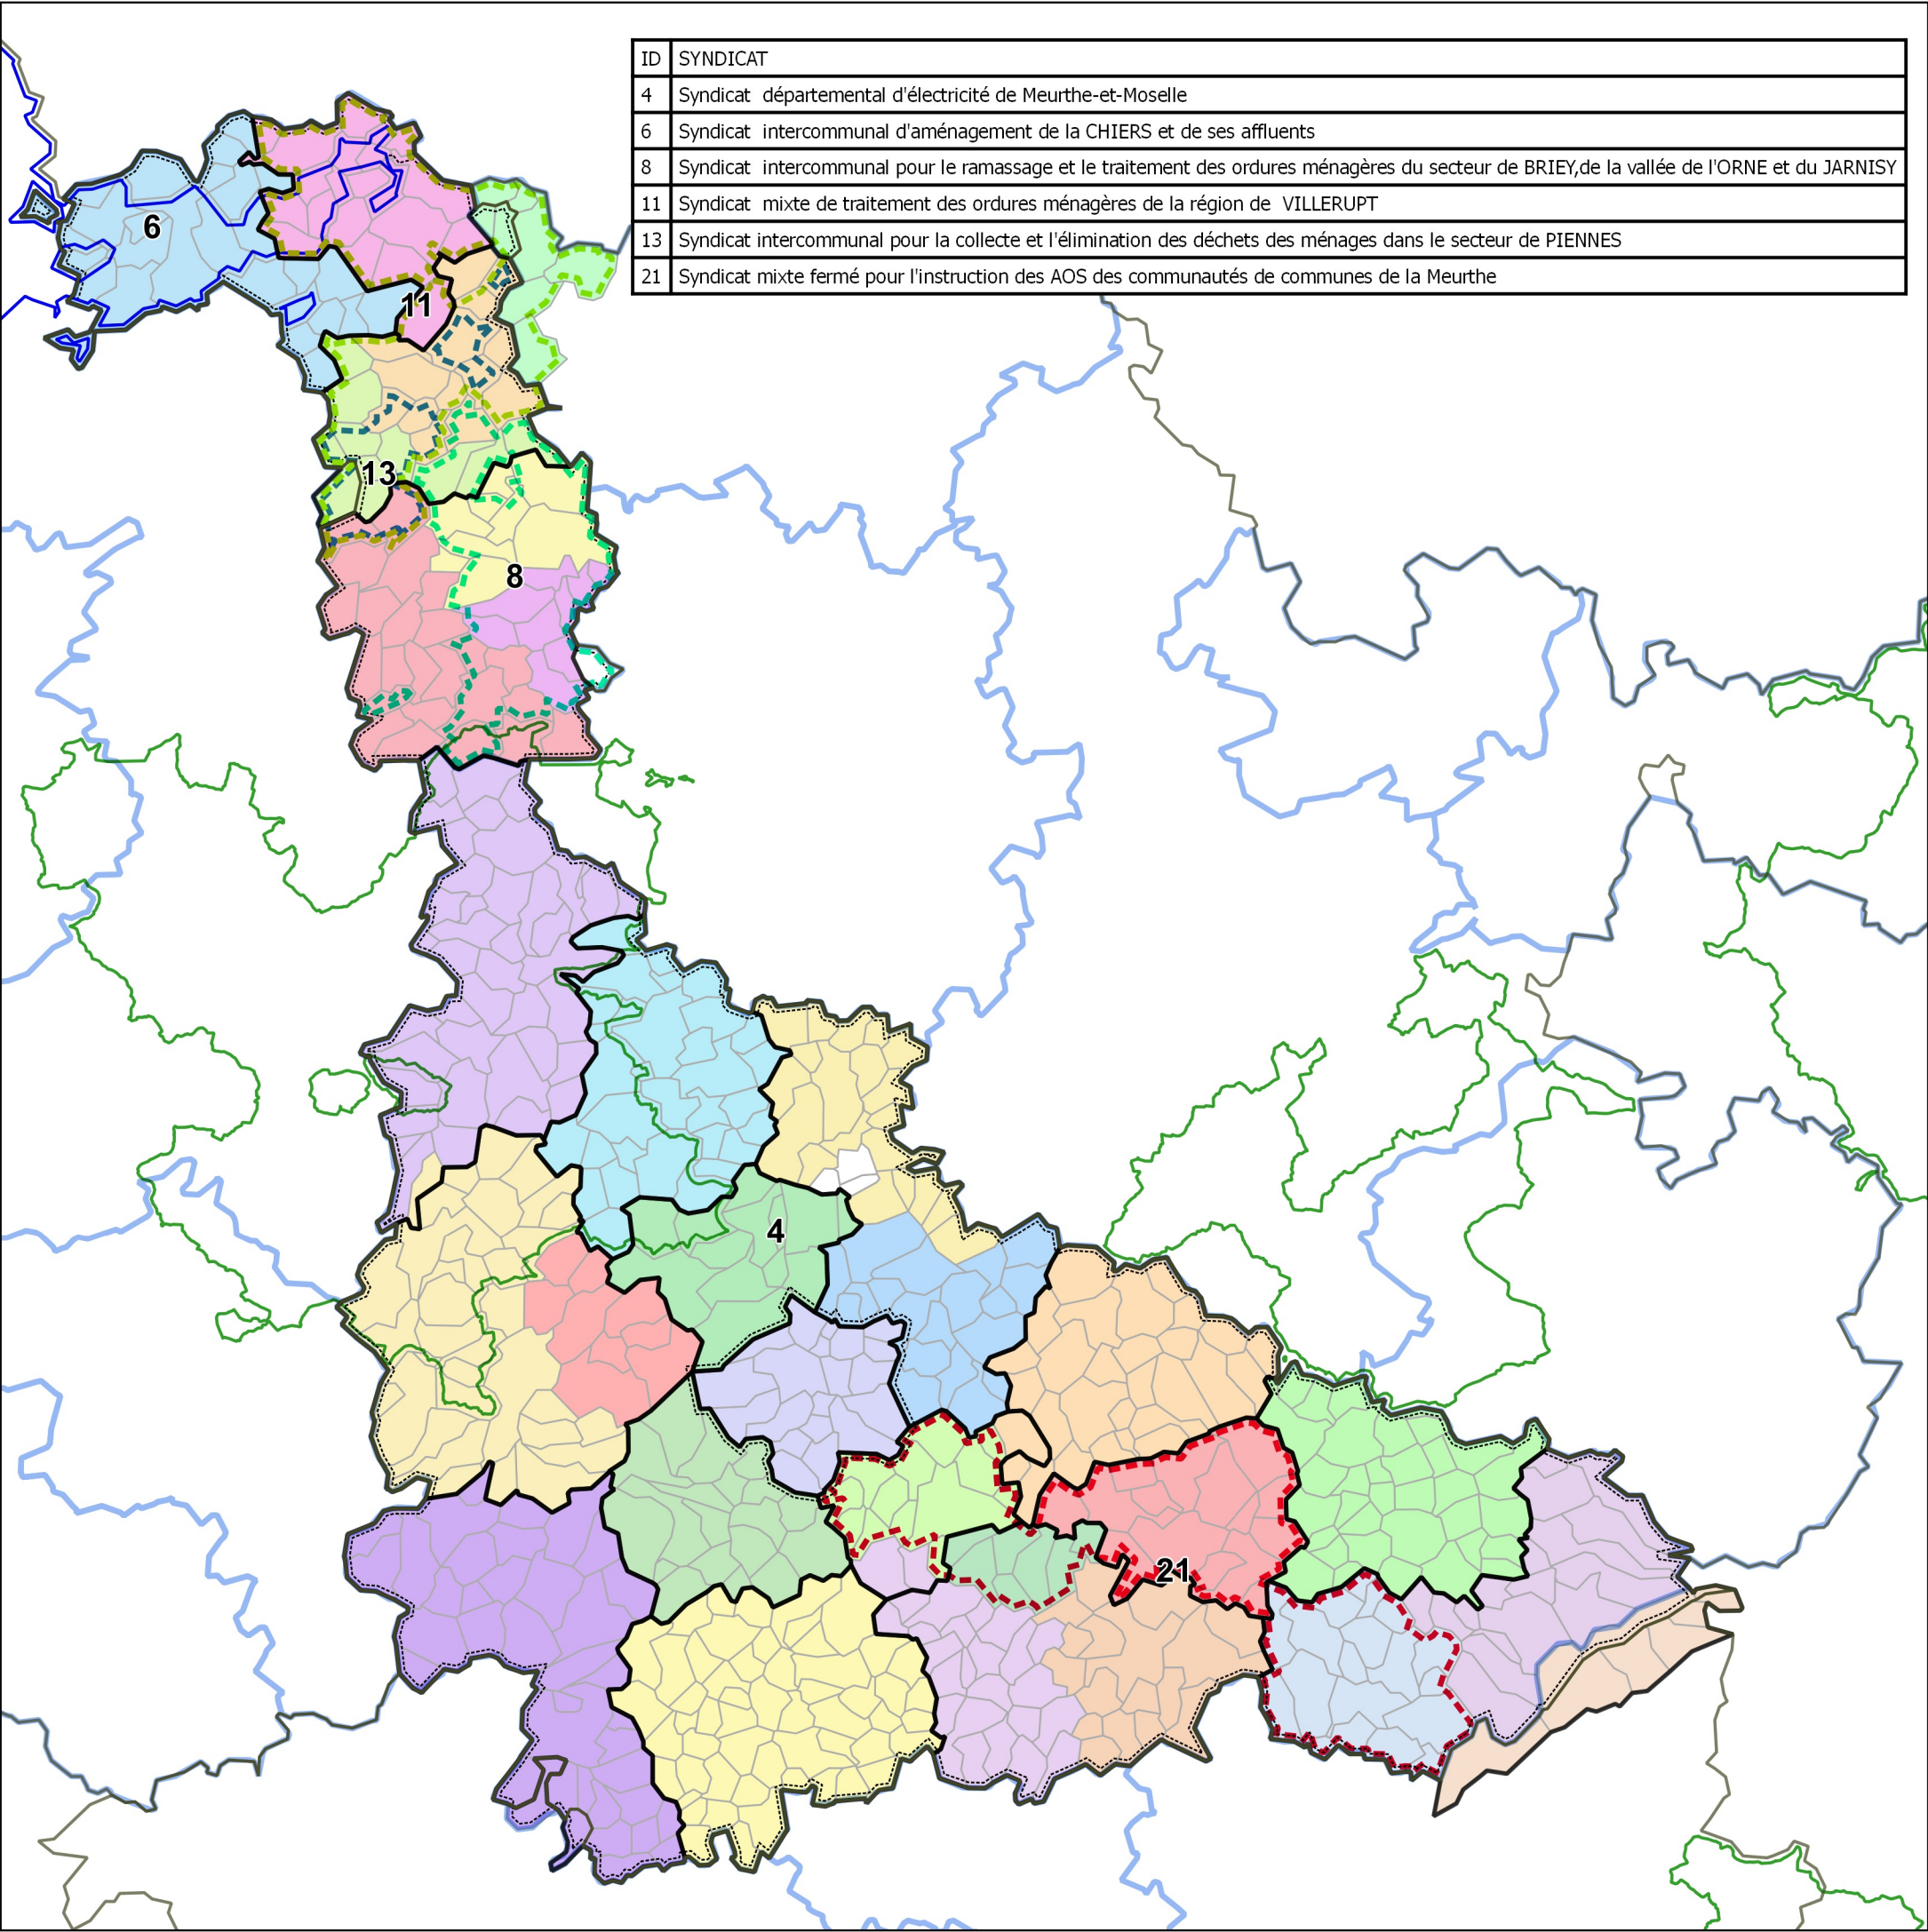 ID SYNDICAT
4 Syndicat départemental d'électricité de Meurthe-et-Moselle
6 Syndicat intercommunal d'aménagement de la CHIERS et de ses affluents
8 Syndicat intercommunal pour le ramassage et le traitement des ordures ménagères du secteur de BRIEY,de la vallée de l'ORNE et du JARNISY
11 Syndicat mixte de traitement des ordures ménagères de la région de VILLERUPT
13 Syndicat intercommunal pour la collecte et l'élimination des déchets des ménages dans le secteur de PIENNES
21 Syndicat mixte fermé pour l'instruction des AOS des communautés de communes de la Meurthe
6
11
13
8
4
21